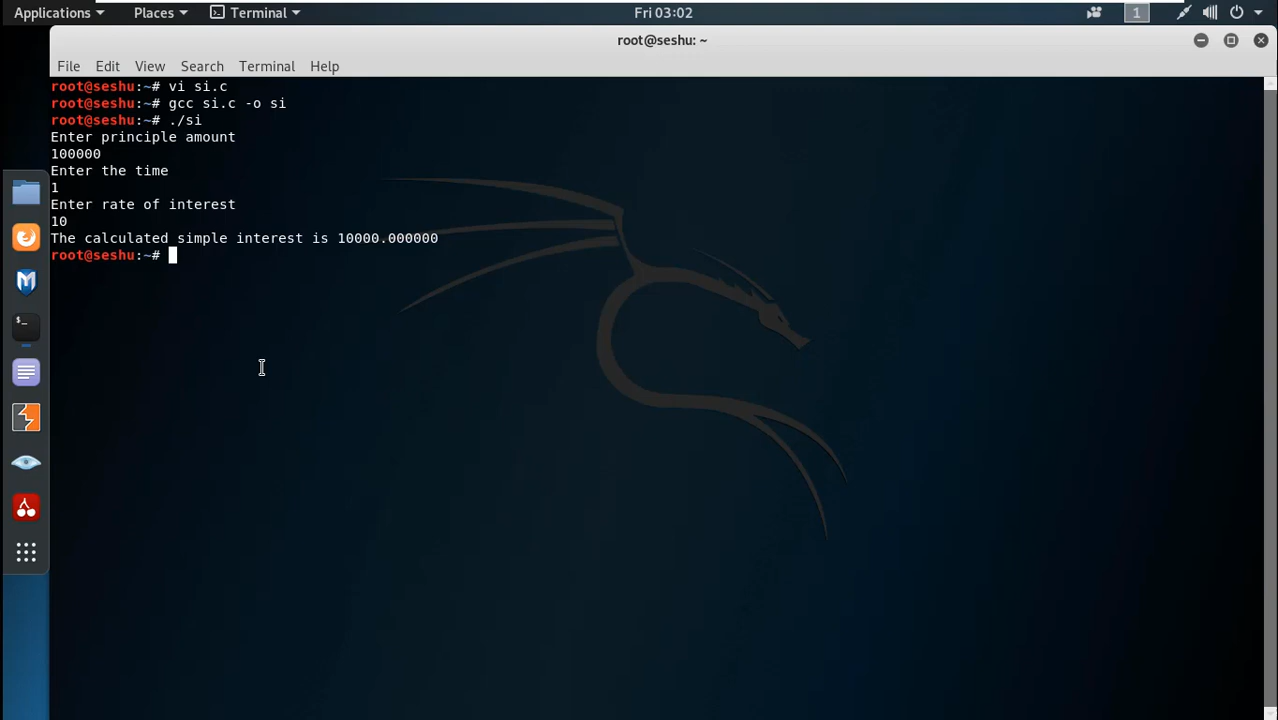 Applications Places Terminal Fri 03:02 1
root@seshu: ~
File Edit View Search Terminal Help
root@seshu:~# vi si.c
root@seshu:~# gcc si.c -o si
root@seshu:~# ./si
Enter principle amount
100000
Enter the time
1
Enter rate of interest
10
The calculated simple interest is 10000.000000
root@seshu:~#
$_